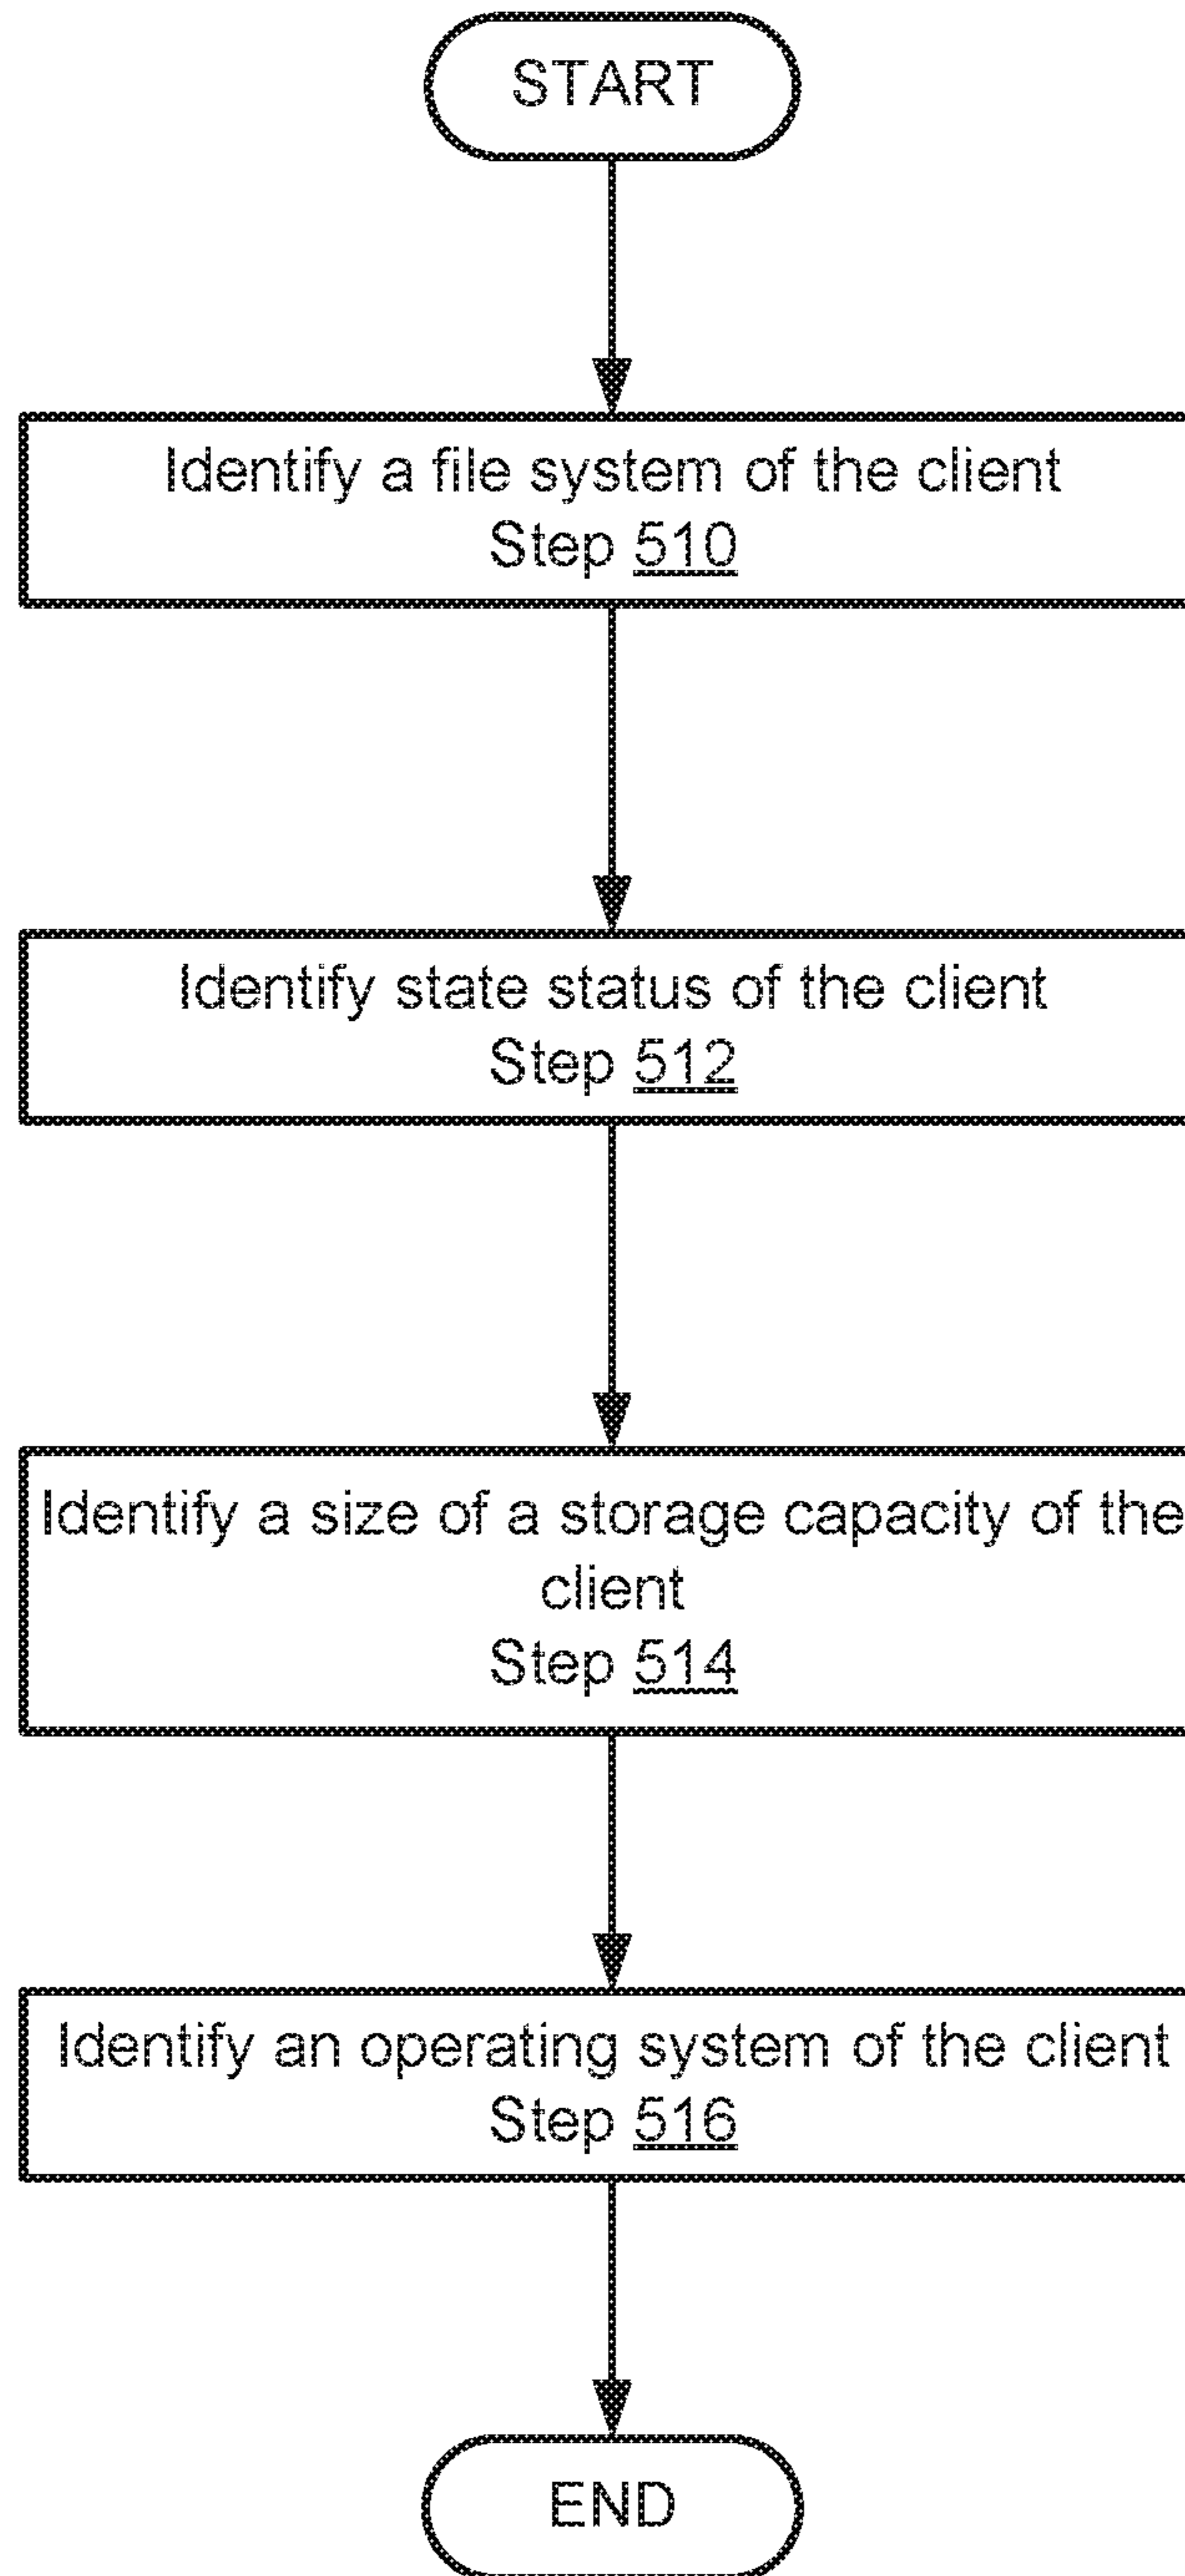 START
Identify a file system of the client
Step 510
Identify state status of the client
Step 512
Identify a size of a storage capacity of the
client
Step 514
Identify an operating system of the client
Step 516
END